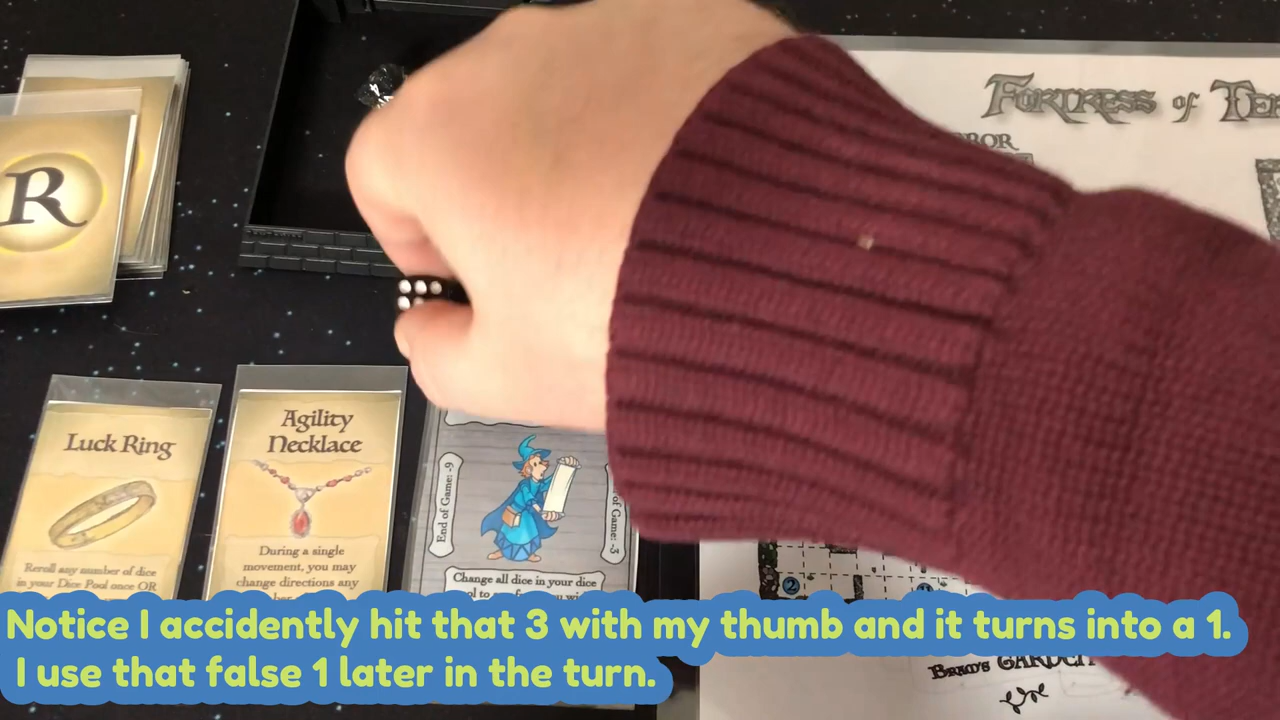 FORTRESS of
R
Luck Ring
Reroll any number of dice
in your Dice Pool once OR
Agility
Necklace
During a single
movement, you may
change directions any
End of Game: -9
of Game: -3
Change all dice in your dice
Notice I accidently hit that 3 with my thumb and it turns into a 1.
I use that false 1 later in the turn.
2
BRAD'S GARDEN